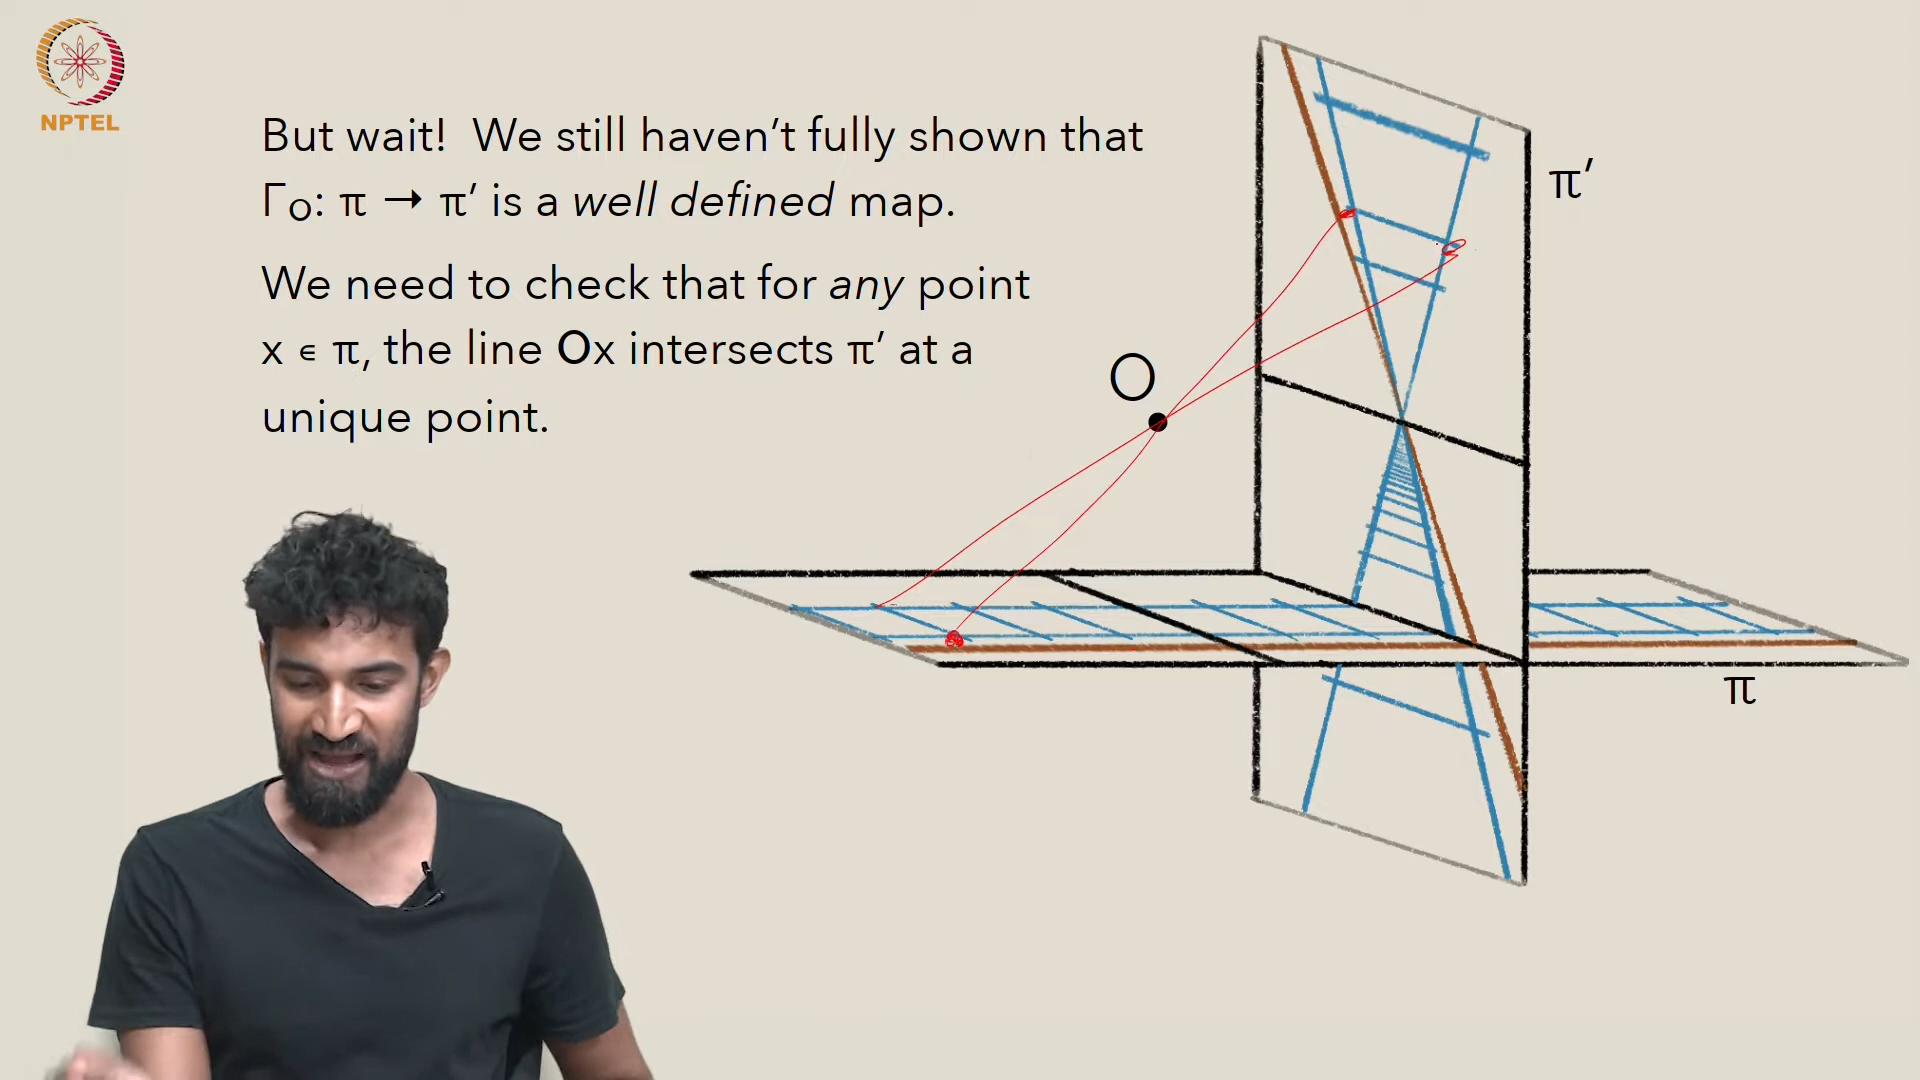 NPTEL
But wait! We still haven’t fully shown that
Γₒ: π → π′ is a well defined map.
We need to check that for any point
x ∊ π, the line Ox intersects π′ at a
unique point.
O
π′
π